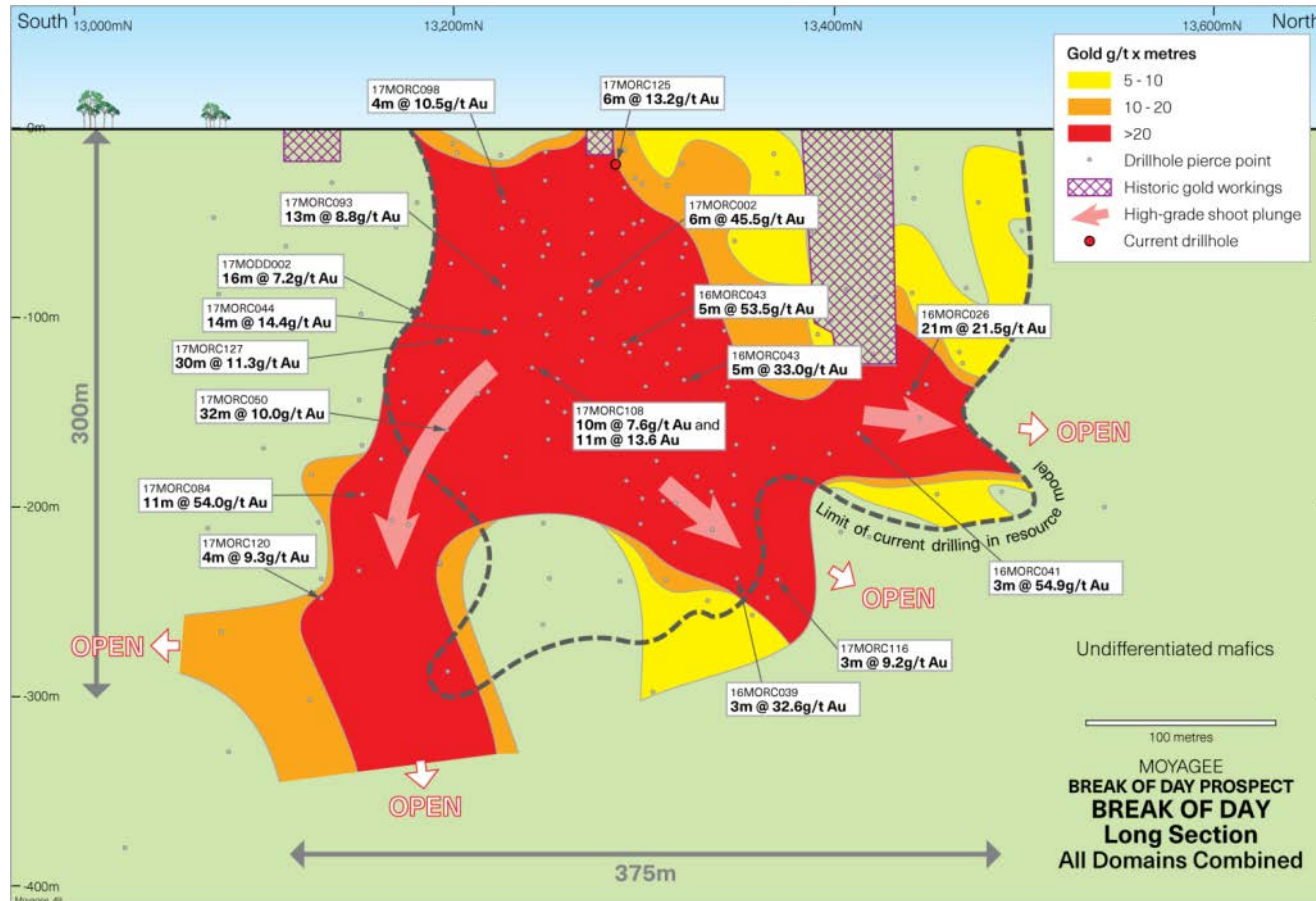 South
13,000mN
13,200mN
13,400mN
13,600mN
North
Gold g/t x metres
5 - 10
10 - 20
>20
Drillhole pierce point
Historic gold workings
High-grade shoot plunge
Current drillhole
17MORC098
4m @ 10.5g/t Au
17MORC125
6m @ 13.2g/t Au
0m
17MORC093
13m @ 8.8g/t Au
17MORC002
6m @ 45.5g/t Au
17MODD002
16m @ 7.2g/t Au
16MORC043
5m @ 53.5g/t Au
17MORC044
14m @ 14.4g/t Au
-100m
16MORC026
21m @ 21.5g/t Au
17MORC127
30m @ 11.3g/t Au
16MORC043
5m @ 33.0g/t Au
17MORC050
32m @ 10.0g/t Au
17MORC108
10m @ 7.6g/t Au and
11m @ 13.6 Au
300m
OPEN
17MORC084
11m @ 54.0g/t Au
-200m
Limit of current drilling in resource model
17MORC120
4m @ 9.3g/t Au
16MORC041
3m @ 54.9g/t Au
OPEN
OPEN
17MORC116
3m @ 9.2g/t Au
Undifferentiated mafics
16MORC039
3m @ 32.6g/t Au
-300m
100 metres
OPEN
MOYAGEE
BREAK OF DAY PROSPECT
BREAK OF DAY
Long Section
All Domains Combined
375m
-400m